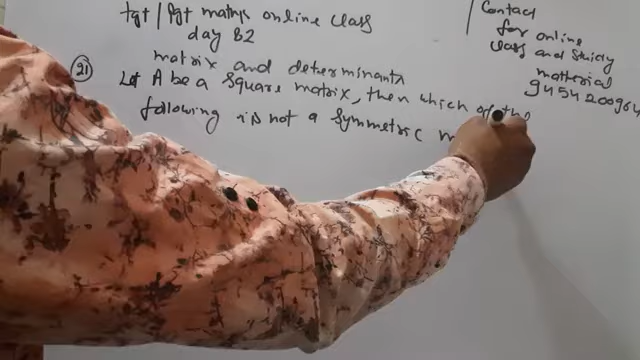 tgt / Pgt maths online class
day 82
matrix and determinants
(21) Let A be a square matrix, then which of the
following is not a symmetric m
Contact
for online
class and study
matterial
9454200964